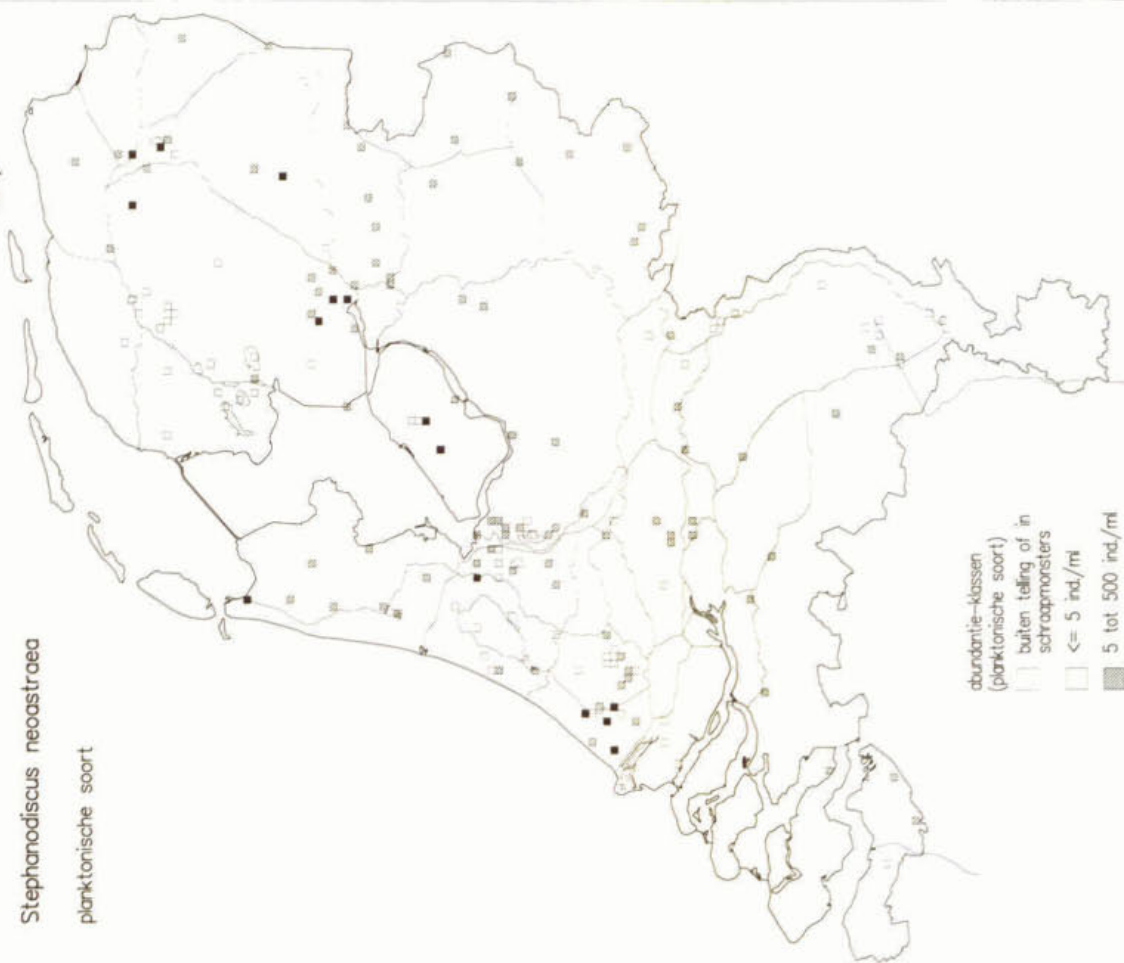 Stephanodiscus neoastraea
planktonische soort
abundantie-klassen
(planktonische soort)
buiten telling of in
schraapmonsters
<= 5 ind./ml
5 tot 500 ind./ml